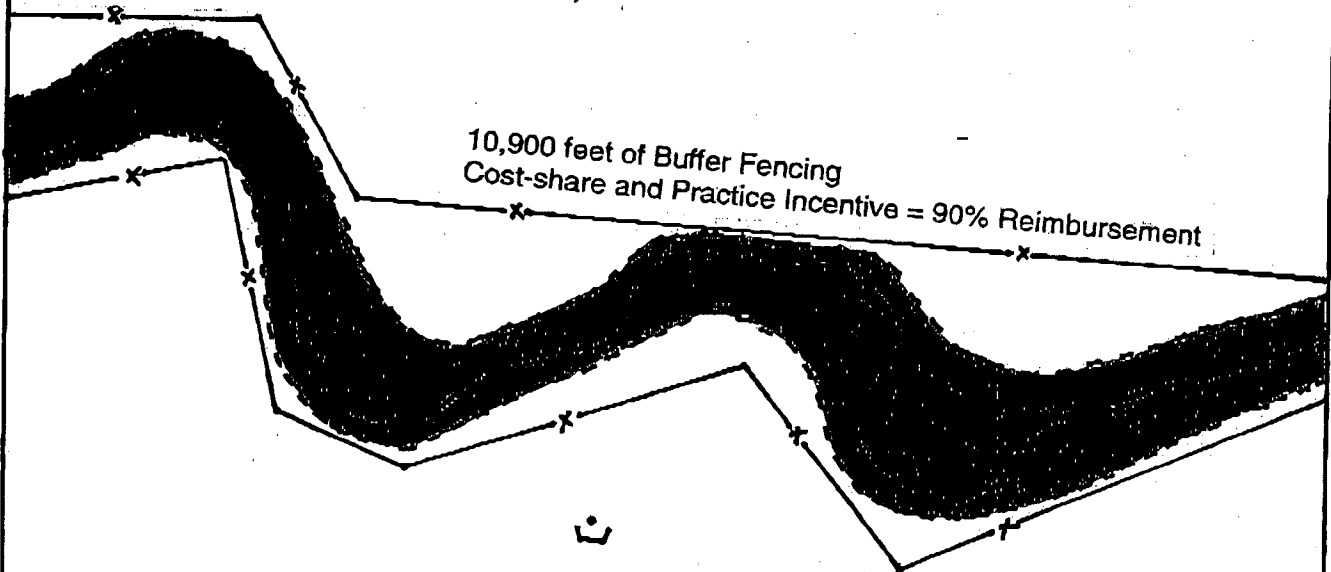 10,900 feet of Buffer Fencing
Cost-share and Practice Incentive = 90% Reimbursement